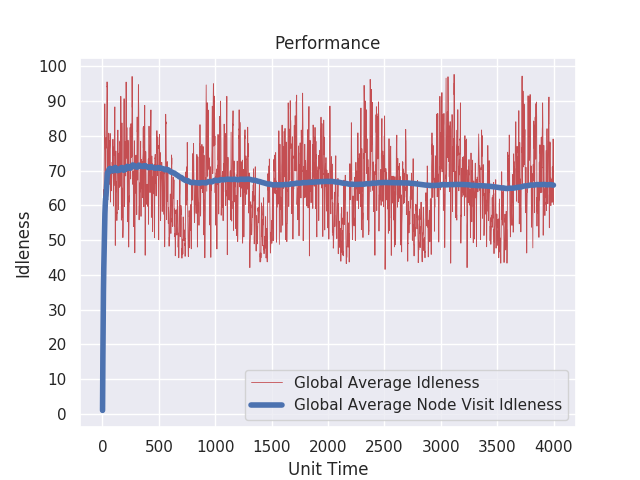 Performance
100
90
80
70
60
50
40
30
20
10
0
Idleness
Global Average Idleness
Global Average Node Visit Idleness
0 500 1000 1500 2000 2500 3000 3500 4000
Unit Time